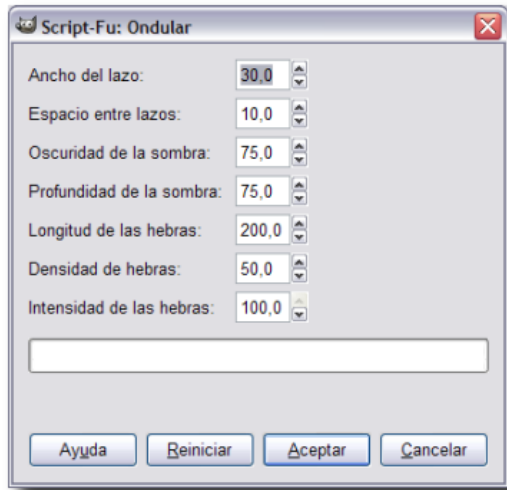 Script-Fu: Ondular
Ancho del lazo: 30,0
Espacio entre lazos: 10,0
Oscuridad de la sombra: 75,0
Profundidad de la sombra: 75,0
Longitud de las hebras: 200,0
Densidad de hebras: 50,0
Intensidad de las hebras: 100,0
Ayuda Reiniciar Aceptar Cancelar